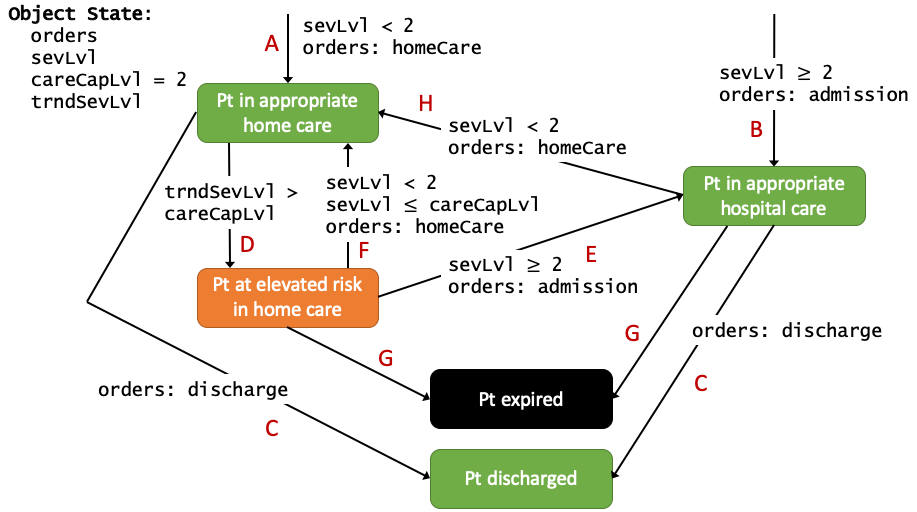 Object State:
orders
sevLvl
careCapLvl = 2
trndSevLvl
A
sevLvl < 2
orders: homeCare
sevLvl ≥ 2
orders: admission
B
Pt in appropriate
home care
H
sevLvl < 2
orders: homeCare
Pt in appropriate
hospital care
trndSevLvl >
careCapLvl
D
sevLvl < 2
sevLvl ≤ careCapLvl
orders: homeCare
F
E
sevLvl ≥ 2
orders: admission
Pt at elevated risk
in home care
G
G
orders: discharge
C
orders: discharge
C
Pt expired
Pt discharged